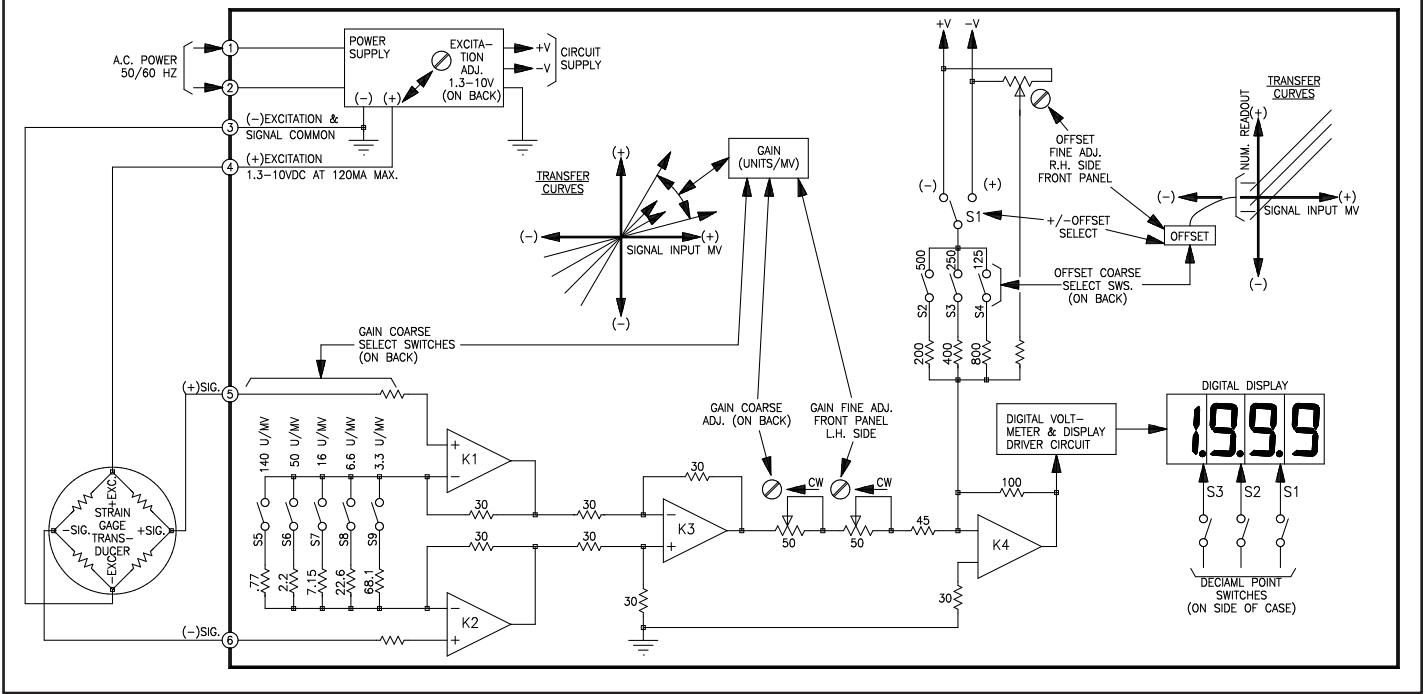 A.C. POWER
50/60 HZ
1
2
POWER
SUPPLY
(-) (+)
EXCITA-
TION
ADJ.
1.3-10V
(ON BACK)
+V
-V
CIRCUIT
SUPPLY
3
(-)EXCITATION &
SIGNAL COMMON
4
(+)EXCITATION
1.3-10VDC AT 120MA MAX.
TRANSFER
CURVES
(+)
(-)
(+)
SIGNAL INPUT MV
(-)
GAIN
(UNITS/MV)
+V
-V
OFFSET
FINE ADJ.
R.H. SIDE
FRONT PANEL
(-)
(+)
S1
+/-OFFSET
SELECT
500
250
125
S2
S3
S4
OFFSET COARSE
SELECT SWS.
(ON BACK)
200
400
800
TRANSFER
CURVES
NUM. READOUT
(+)
(-)
(+)
SIGNAL INPUT MV
(-)
OFFSET
GAIN COARSE
SELECT SWITCHES
(ON BACK)
(+)SIG.
5
140 U/MV
50 U/MV
16 U/MV
6.6 U/MV
3.3 U/MV
S5
S6
S7
S8
S9
.77
2.2
7.15
22.6
68.1
+EXC.
STRAIN
GAGE
TRANS-
DUCER
-SIG.
+SIG.
-EXC.
(-)SIG.
6
+
K1
-
-
K2
+
30
30
30
30
30
-
K3
+
30
GAIN COARSE
ADJ. (ON BACK)
GAIN FINE ADJ.
FRONT PANEL
L.H. SIDE
CW
CW
50
50
45
100
-
K4
+
30
DIGITAL VOLT-
METER & DISPLAY
DRIVER CIRCUIT
DIGITAL DISPLAY
1.9.9.9
S3
S2
S1
DECIAML POINT
SWITCHES
(ON SIDE OF CASE)